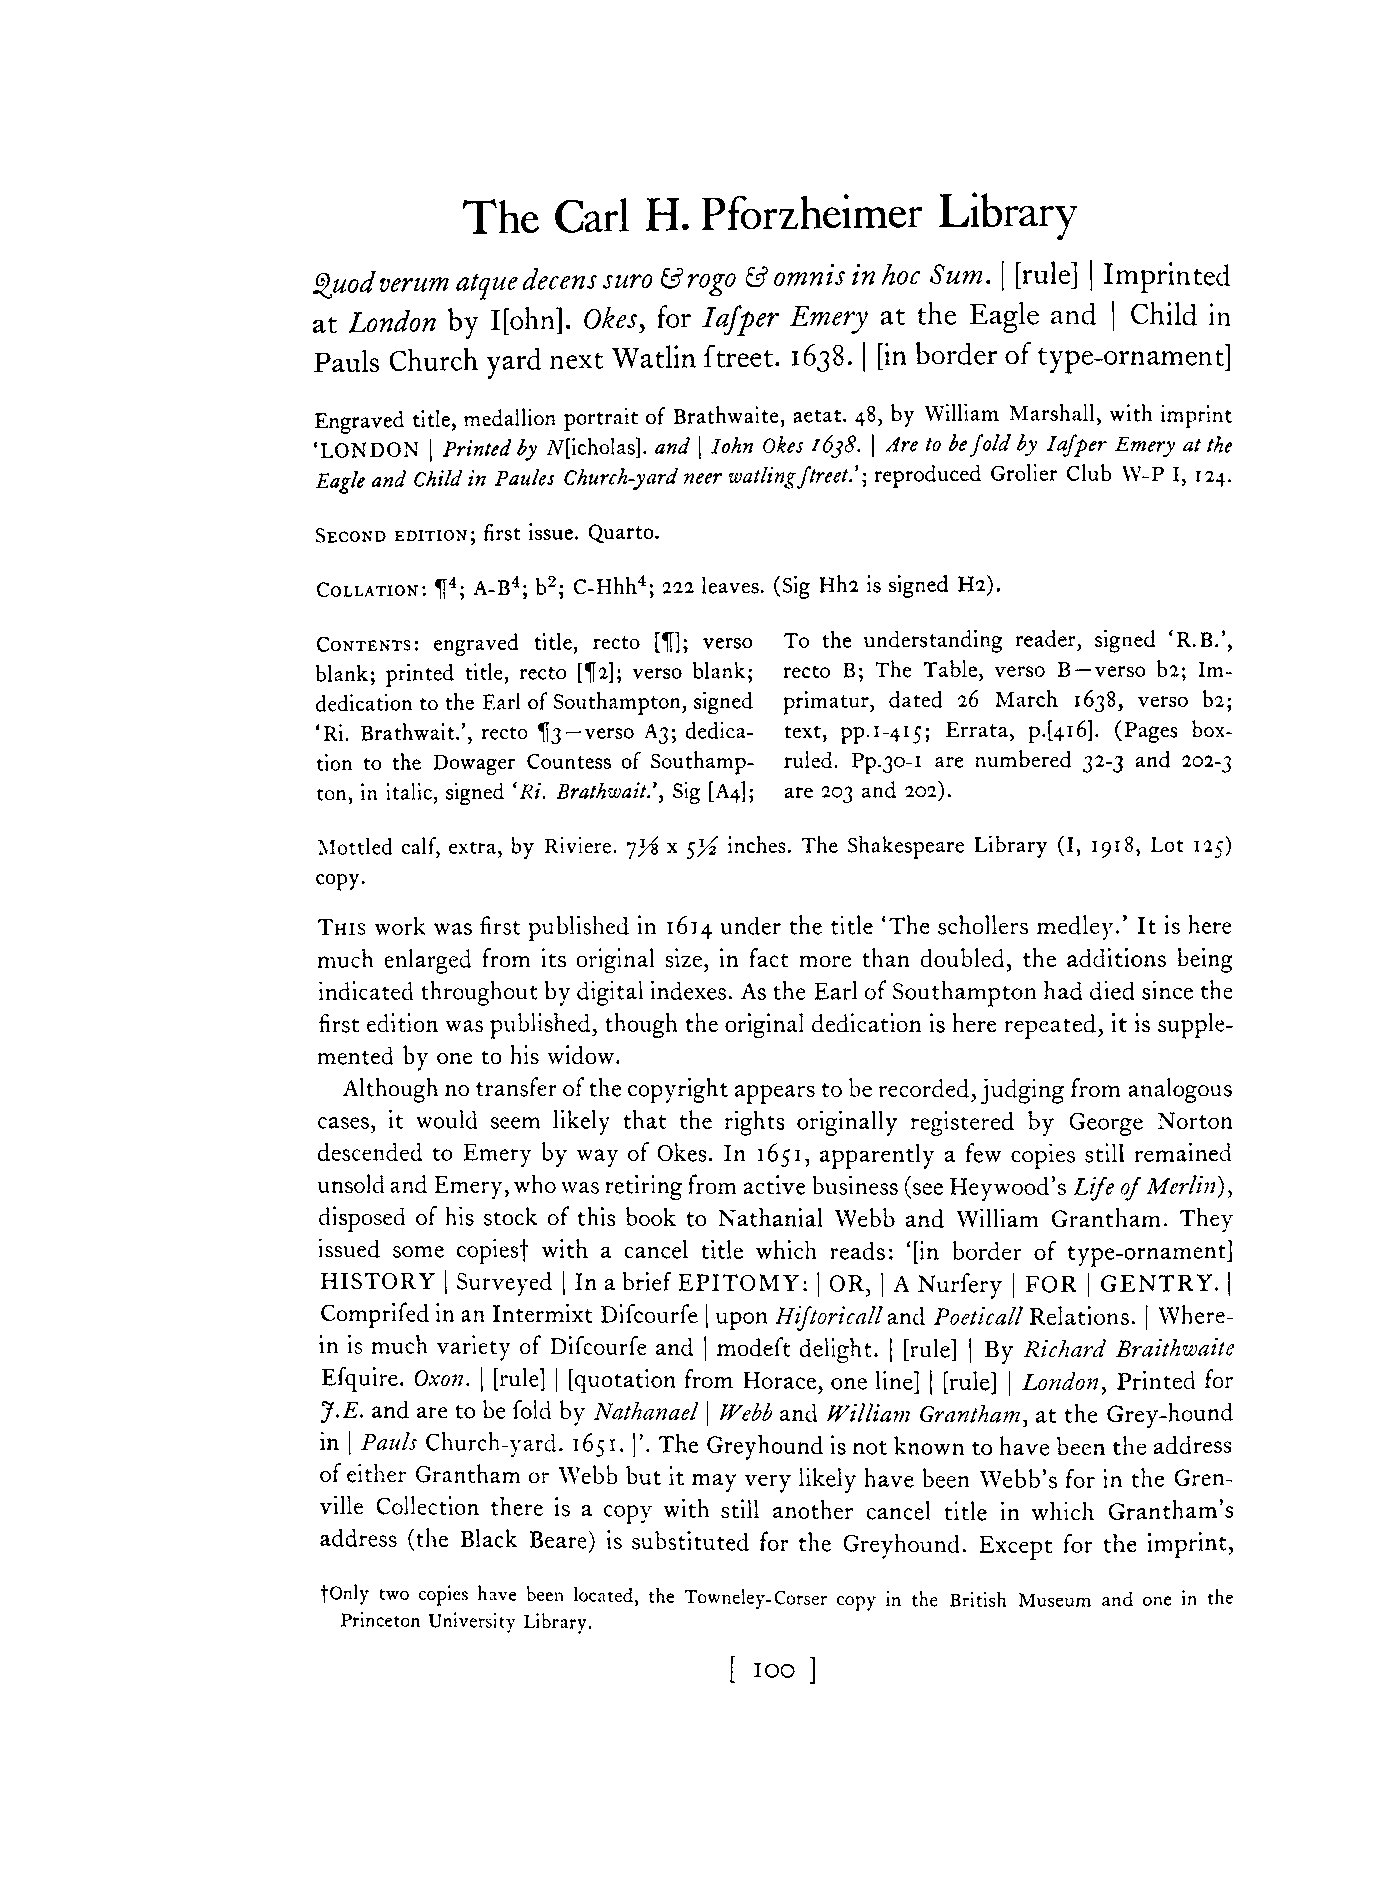 The Carl H. Pforzheimer Library
Quod verum atque decens suro & rogo & omnis in hoc Sum. | [rule] | Imprinted
at London by I[ohn]. Okes, for Iaſper Emery at the Eagle and | Child in
Pauls Church yard next Watlin ſtreet. 1638. | [in border of type-ornament]
Engraved title, medallion portrait of Brathwaite, aetat. 48, by William Marshall, with imprint
‘LONDON | Printed by N[icholas]. and | Iohn Okes 1638. | Are to be ſold by Iaſper Emery at the
Eagle and Child in Paules Church-yard neer watling ſtreet.’; reproduced Grolier Club W-P I, 124.
SECOND EDITION; first issue. Quarto.
COLLATION: ¶⁴; A-B⁴; b²; C-Hhh⁴; 222 leaves. (Sig Hh2 is signed H2).
CONTENTS: engraved title, recto [¶]; verso
blank; printed title, recto [¶2]; verso blank;
dedication to the Earl of Southampton, signed
‘Ri. Brathwait.’, recto ¶3—verso A3; dedica-
tion to the Dowager Countess of Southamp-
ton, in italic, signed ‘Ri. Brathwait.’, Sig [A4];
To the understanding reader, signed ‘R.B.’,
recto B; The Table, verso B—verso b2; Im-
primatur, dated 26 March 1638, verso b2;
text, pp.1-415; Errata, p.[416]. (Pages box-
ruled. Pp.30-1 are numbered 32-3 and 202-3
are 203 and 202).
Mottled calf, extra, by Riviere. 7⅛ x 5½ inches. The Shakespeare Library (I, 1918, Lot 125)
copy.
THIS work was first published in 1614 under the title ‘The schollers medley.’ It is here
much enlarged from its original size, in fact more than doubled, the additions being
indicated throughout by digital indexes. As the Earl of Southampton had died since the
first edition was published, though the original dedication is here repeated, it is supple-
mented by one to his widow.
Although no transfer of the copyright appears to be recorded, judging from analogous
cases, it would seem likely that the rights originally registered by George Norton
descended to Emery by way of Okes. In 1651, apparently a few copies still remained
unsold and Emery, who was retiring from active business (see Heywood’s Life of Merlin),
disposed of his stock of this book to Nathanial Webb and William Grantham. They
issued some copies† with a cancel title which reads: ‘[in border of type-ornament]
HISTORY | Surveyed | In a brief EPITOMY: | OR, | A Nurſery | FOR | GENTRY. |
Compriſed in an Intermixt Diſcourſe | upon Hiſtoricall and Poeticall Relations. | Where-
in is much variety of Diſcourſe and | modeſt delight. | [rule] | By Richard Braithwaite
Eſquire. Oxon. | [rule] | [quotation from Horace, one line] | [rule] | London, Printed for
J.E. and are to be ſold by Nathanael | Webb and William Grantham, at the Grey-hound
in | Pauls Church-yard. 1651. |’. The Greyhound is not known to have been the address
of either Grantham or Webb but it may very likely have been Webb’s for in the Gren-
ville Collection there is a copy with still another cancel title in which Grantham’s
address (the Black Beare) is substituted for the Greyhound. Except for the imprint,
†Only two copies have been located, the Towneley-Corser copy in the British Museum and one in the
Princeton University Library.
[ 100 ]